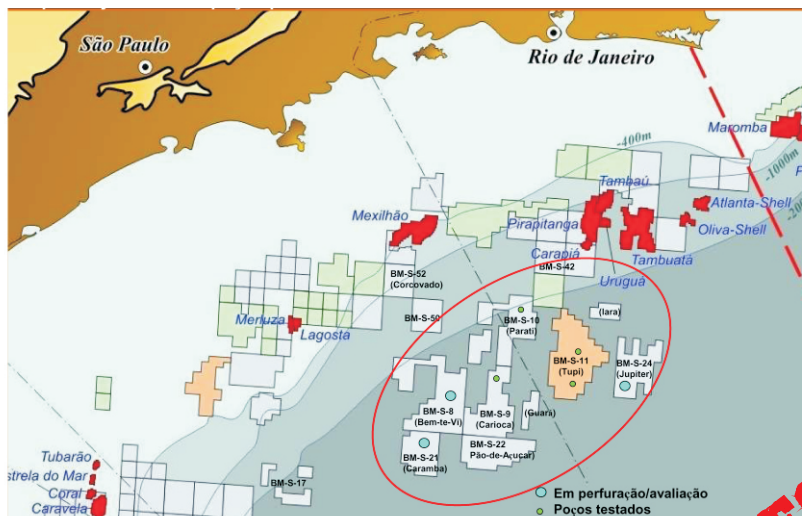 São Paulo
Rio de Janeiro
Maromba
-400m
-1000m
Tambaú
Atlanta-Shell
Mexilhão
Pirapitanga
Oliva-Shell
Carapiá
Tambuatá
BM-S-42
Uruguá
BM-S-52
(Corcovado)
BM-S-50
(Iara)
BM-S-10
(Parati)
Merluza
Lagosta
BM-S-11
(Tupi)
BM-S-24
(Jupiter)
BM-S-8
(Bem-te-Vi)
BM-S-9
(Carioca)
(Guará)
BM-S-21
(Caramba)
BM-S-22
Pão-de-Açucar)
Tubarão
strela do Mar
Coral
Caravela
BM-S-17
Em perfuração/avaliação
Poços testados